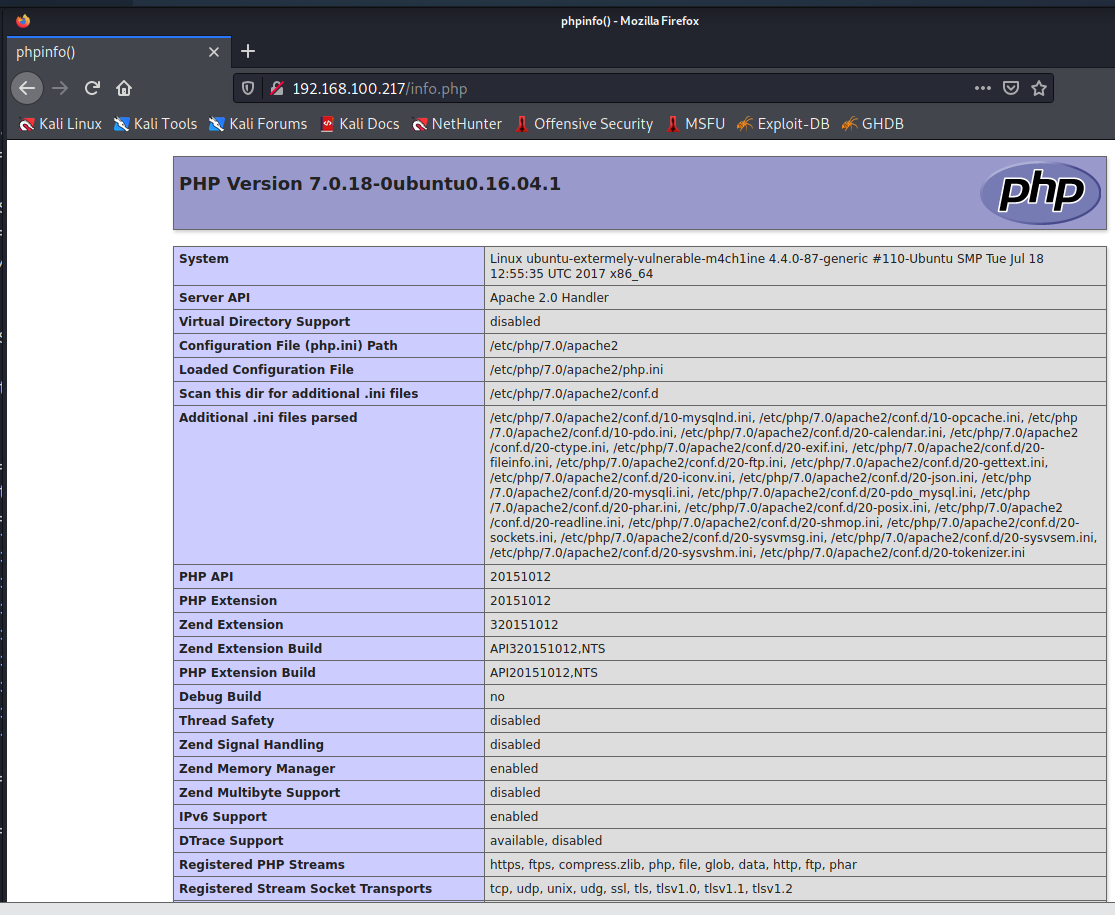 phpinfo() - Mozilla Firefox
phpinfo()
192.168.100.217/info.php
Kali Linux Kali Tools Kali Forums Kali Docs NetHunter Offensive Security MSFU Exploit-DB GHDB
PHP Version 7.0.18-0ubuntu0.16.04.1
php
System Linux ubuntu-extermely-vulnerable-m4ch1ine 4.4.0-87-generic #110-Ubuntu SMP Tue Jul 18
12:55:35 UTC 2017 x86_64
Server API Apache 2.0 Handler
Virtual Directory Support disabled
Configuration File (php.ini) Path /etc/php/7.0/apache2
Loaded Configuration File /etc/php/7.0/apache2/php.ini
Scan this dir for additional .ini files /etc/php/7.0/apache2/conf.d
Additional .ini files parsed /etc/php/7.0/apache2/conf.d/10-mysqlnd.ini, /etc/php/7.0/apache2/conf.d/10-opcache.ini, /etc/php
/7.0/apache2/conf.d/10-pdo.ini, /etc/php/7.0/apache2/conf.d/20-calendar.ini, /etc/php/7.0/apache2
/conf.d/20-ctype.ini, /etc/php/7.0/apache2/conf.d/20-exif.ini, /etc/php/7.0/apache2/conf.d/20-
fileinfo.ini, /etc/php/7.0/apache2/conf.d/20-ftp.ini, /etc/php/7.0/apache2/conf.d/20-gettext.ini,
/etc/php/7.0/apache2/conf.d/20-iconv.ini, /etc/php/7.0/apache2/conf.d/20-json.ini, /etc/php
/7.0/apache2/conf.d/20-mysqli.ini, /etc/php/7.0/apache2/conf.d/20-pdo_mysql.ini, /etc/php
/7.0/apache2/conf.d/20-phar.ini, /etc/php/7.0/apache2/conf.d/20-posix.ini, /etc/php/7.0/apache2
/conf.d/20-readline.ini, /etc/php/7.0/apache2/conf.d/20-shmop.ini, /etc/php/7.0/apache2/conf.d/20-
sockets.ini, /etc/php/7.0/apache2/conf.d/20-sysvmsg.ini, /etc/php/7.0/apache2/conf.d/20-sysvsem.ini,
/etc/php/7.0/apache2/conf.d/20-sysvshm.ini, /etc/php/7.0/apache2/conf.d/20-tokenizer.ini
PHP API 20151012
PHP Extension 20151012
Zend Extension 320151012
Zend Extension Build API320151012,NTS
PHP Extension Build API20151012,NTS
Debug Build no
Thread Safety disabled
Zend Signal Handling disabled
Zend Memory Manager enabled
Zend Multibyte Support disabled
IPv6 Support enabled
DTrace Support available, disabled
Registered PHP Streams https, ftps, compress.zlib, php, file, glob, data, http, ftp, phar
Registered Stream Socket Transports tcp, udp, unix, udg, ssl, tls, tlsv1.0, tlsv1.1, tlsv1.2